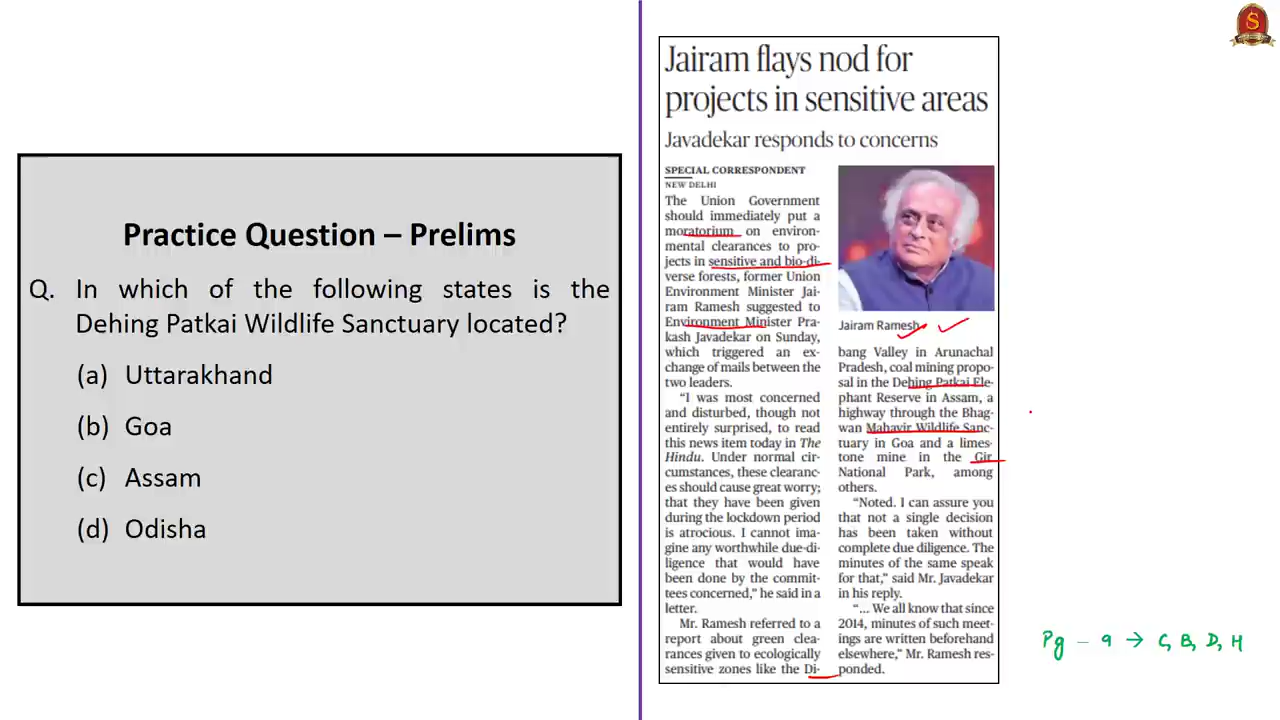 Practice Question – Prelims
Q. In which of the following states is the
Dehing Patkai Wildlife Sanctuary located?
(a) Uttarakhand
(b) Goa
(c) Assam
(d) Odisha
Jairam flays nod for
projects in sensitive areas
Javadekar responds to concerns
SPECIAL CORRESPONDENT
NEW DELHI
The Union Government
should immediately put a
moratorium on environ-
mental clearances to pro-
jects in sensitive and bio-di-
verse forests, former Union
Environment Minister Jai-
ram Ramesh suggested to
Environment Minister Pra-
kash Javadekar on Sunday,
which triggered an ex-
change of mails between the
two leaders.
“I was most concerned
and disturbed, though not
entirely surprised, to read
this news item today in The
Hindu. Under normal cir-
cumstances, these clearanc-
es should cause great worry;
that they have been given
during the lockdown period
is atrocious. I cannot ima-
gine any worthwhile due-di-
ligence that would have
been done by the commit-
tees concerned,” he said in a
letter.
Mr. Ramesh referred to a
report about green clea-
rances given to ecologically
sensitive zones like the Di-
Jairam Ramesh
bang Valley in Arunachal
Pradesh, coal mining propo-
sal in the Dehing Patkai Ele-
phant Reserve in Assam, a
highway through the Bhag-
wan Mahavir Wildlife Sanc-
tuary in Goa and a limes-
tone mine in the Gir
National Park, among
others.
“Noted. I can assure you
that not a single decision
has been taken without
complete due diligence. The
minutes of the same speak
for that,” said Mr. Javadekar
in his reply.
“... We all know that since
2014, minutes of such meet-
ings are written beforehand
elsewhere,” Mr. Ramesh res-
ponded.
Pg – 9 → C, B, D, H